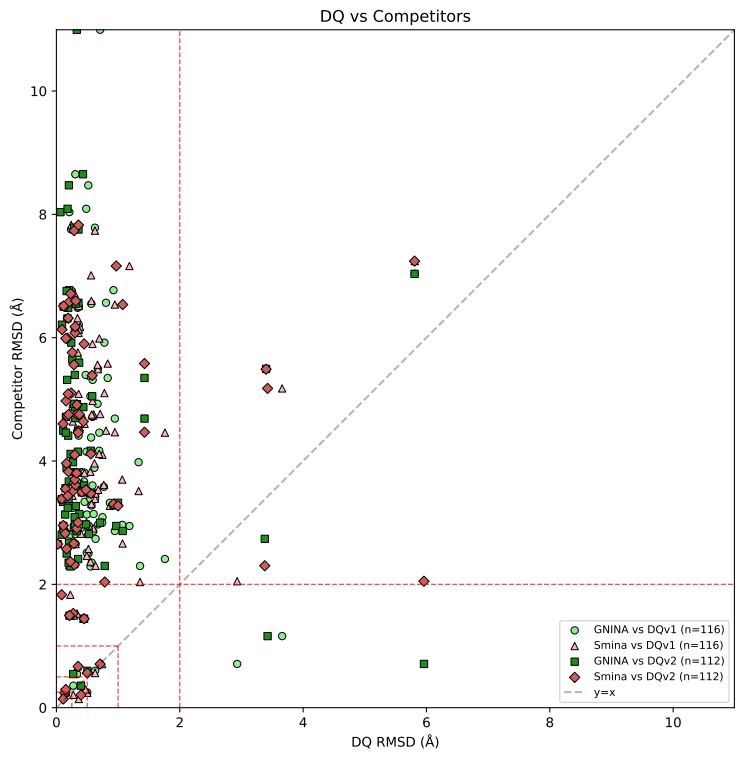 DQ vs Competitors
Competitor RMSD (Å)
10
8
6
4
2
0
0 2 4 6 8 10
DQ RMSD (Å)
GNINA vs DQv1 (n=116)
Smina vs DQv1 (n=116)
GNINA vs DQv2 (n=112)
Smina vs DQv2 (n=112)
y=x